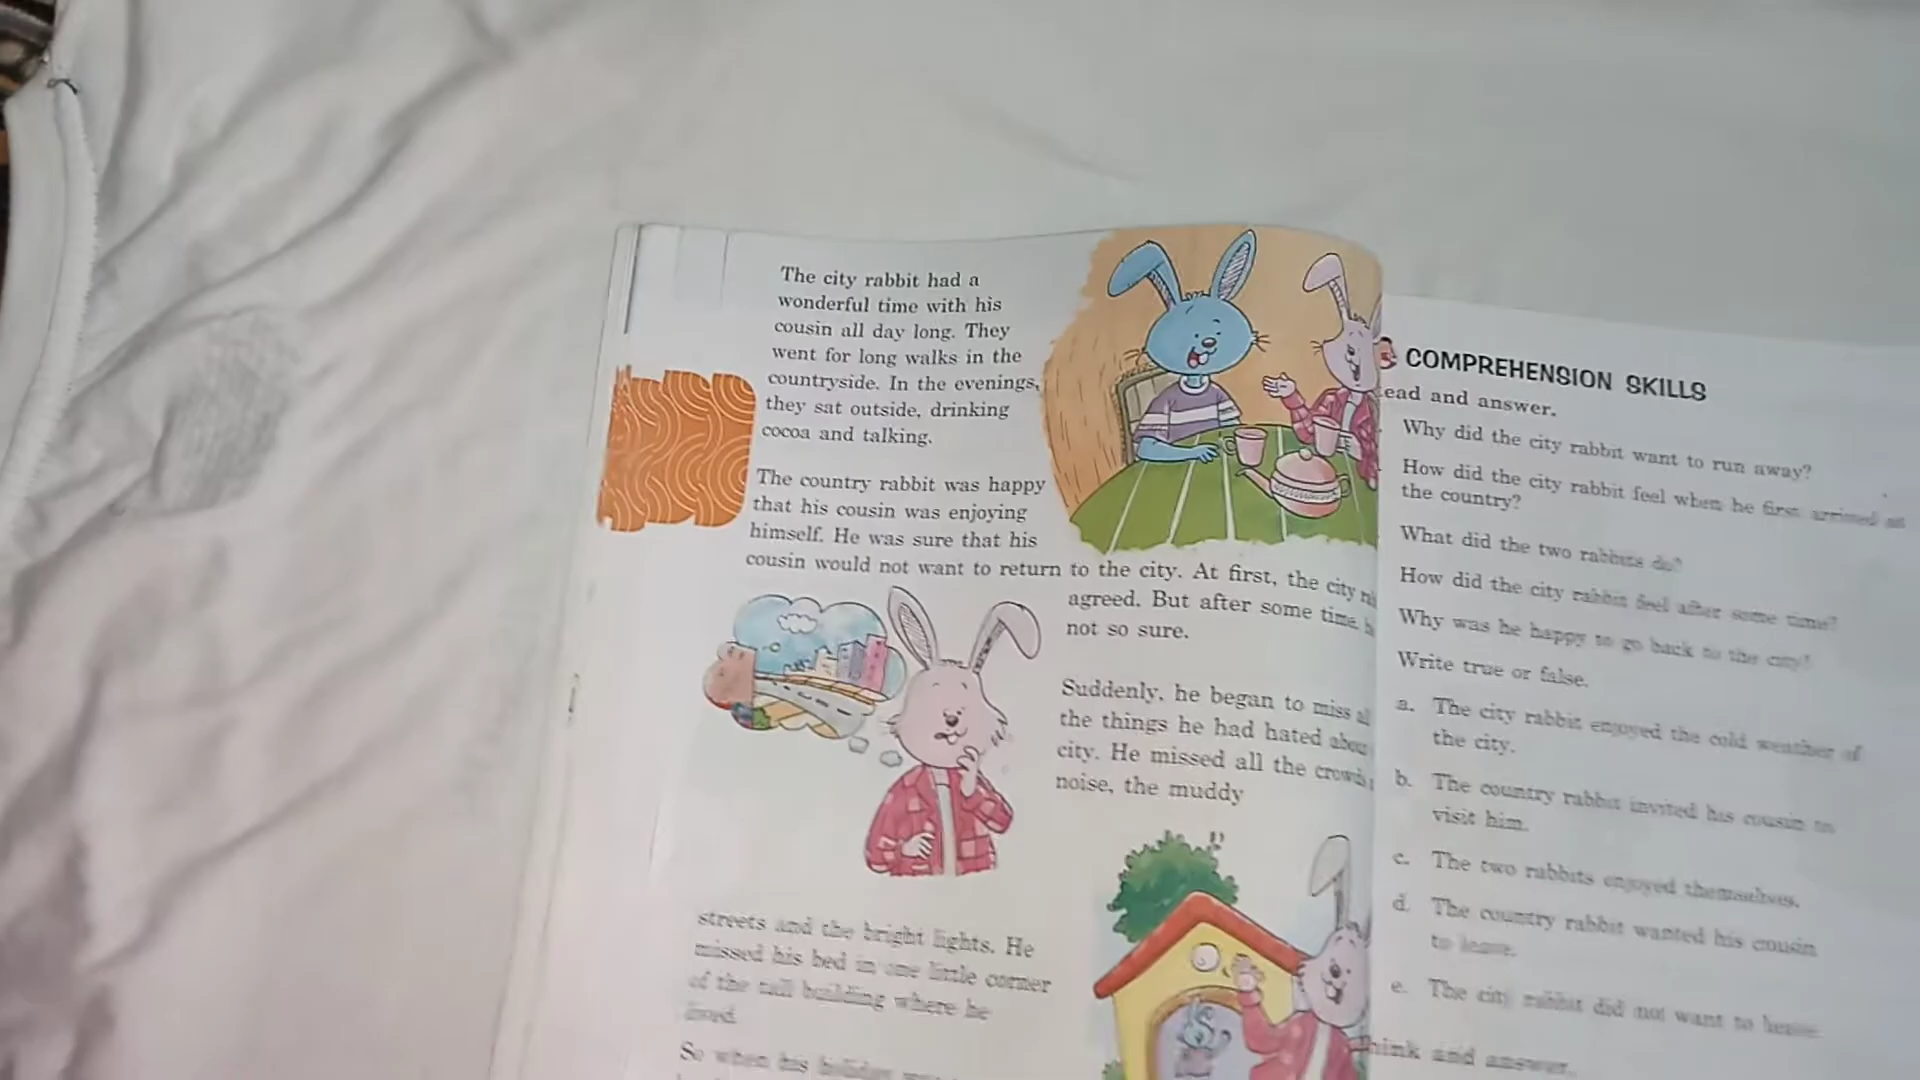 The city rabbit had a
wonderful time with his
cousin all day long. They
went for long walks in the
countryside. In the evenings,
they sat outside, drinking
cocoa and talking.
The country rabbit was happy
that his cousin was enjoying
himself. He was sure that his
cousin would not want to return to the city. At first, the city
agreed. But after some time,
not so sure.
Suddenly, he began to miss
the things he had hated
city. He missed all the
noise, the muddy
streets and the bright lights. He
missed his bed in one little corner
of the tall building where he
lived.
So when his holiday
COMPREHENSION SKILLS
ead and answer.
Why did the city rabbit want to run away?
How did the city rabbit feel when he first arrived
the country?
What did the two rabbits do?
How did the city rabbit feel after some time?
Why was he happy to go back to the city?
Write true or false.
a. The city rabbit enjoyed the cold weather of
the city.
b. The country rabbit invited his cousin to
visit him.
c. The two rabbits enjoyed themselves.
d. The country rabbit wanted his cousin
to leave.
e. The city rabbit did not want to leave
hink and answer.